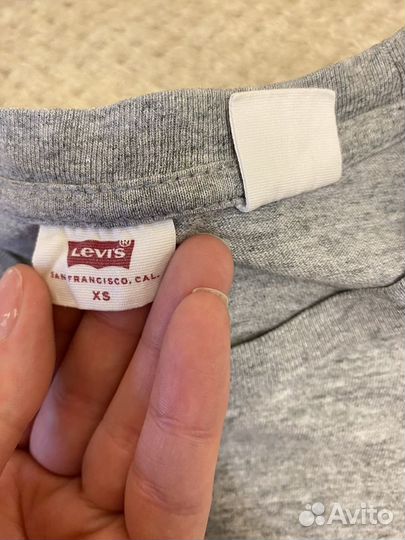 LEVI'S®
SAN FRANCISCO, CAL.
XS
Avito